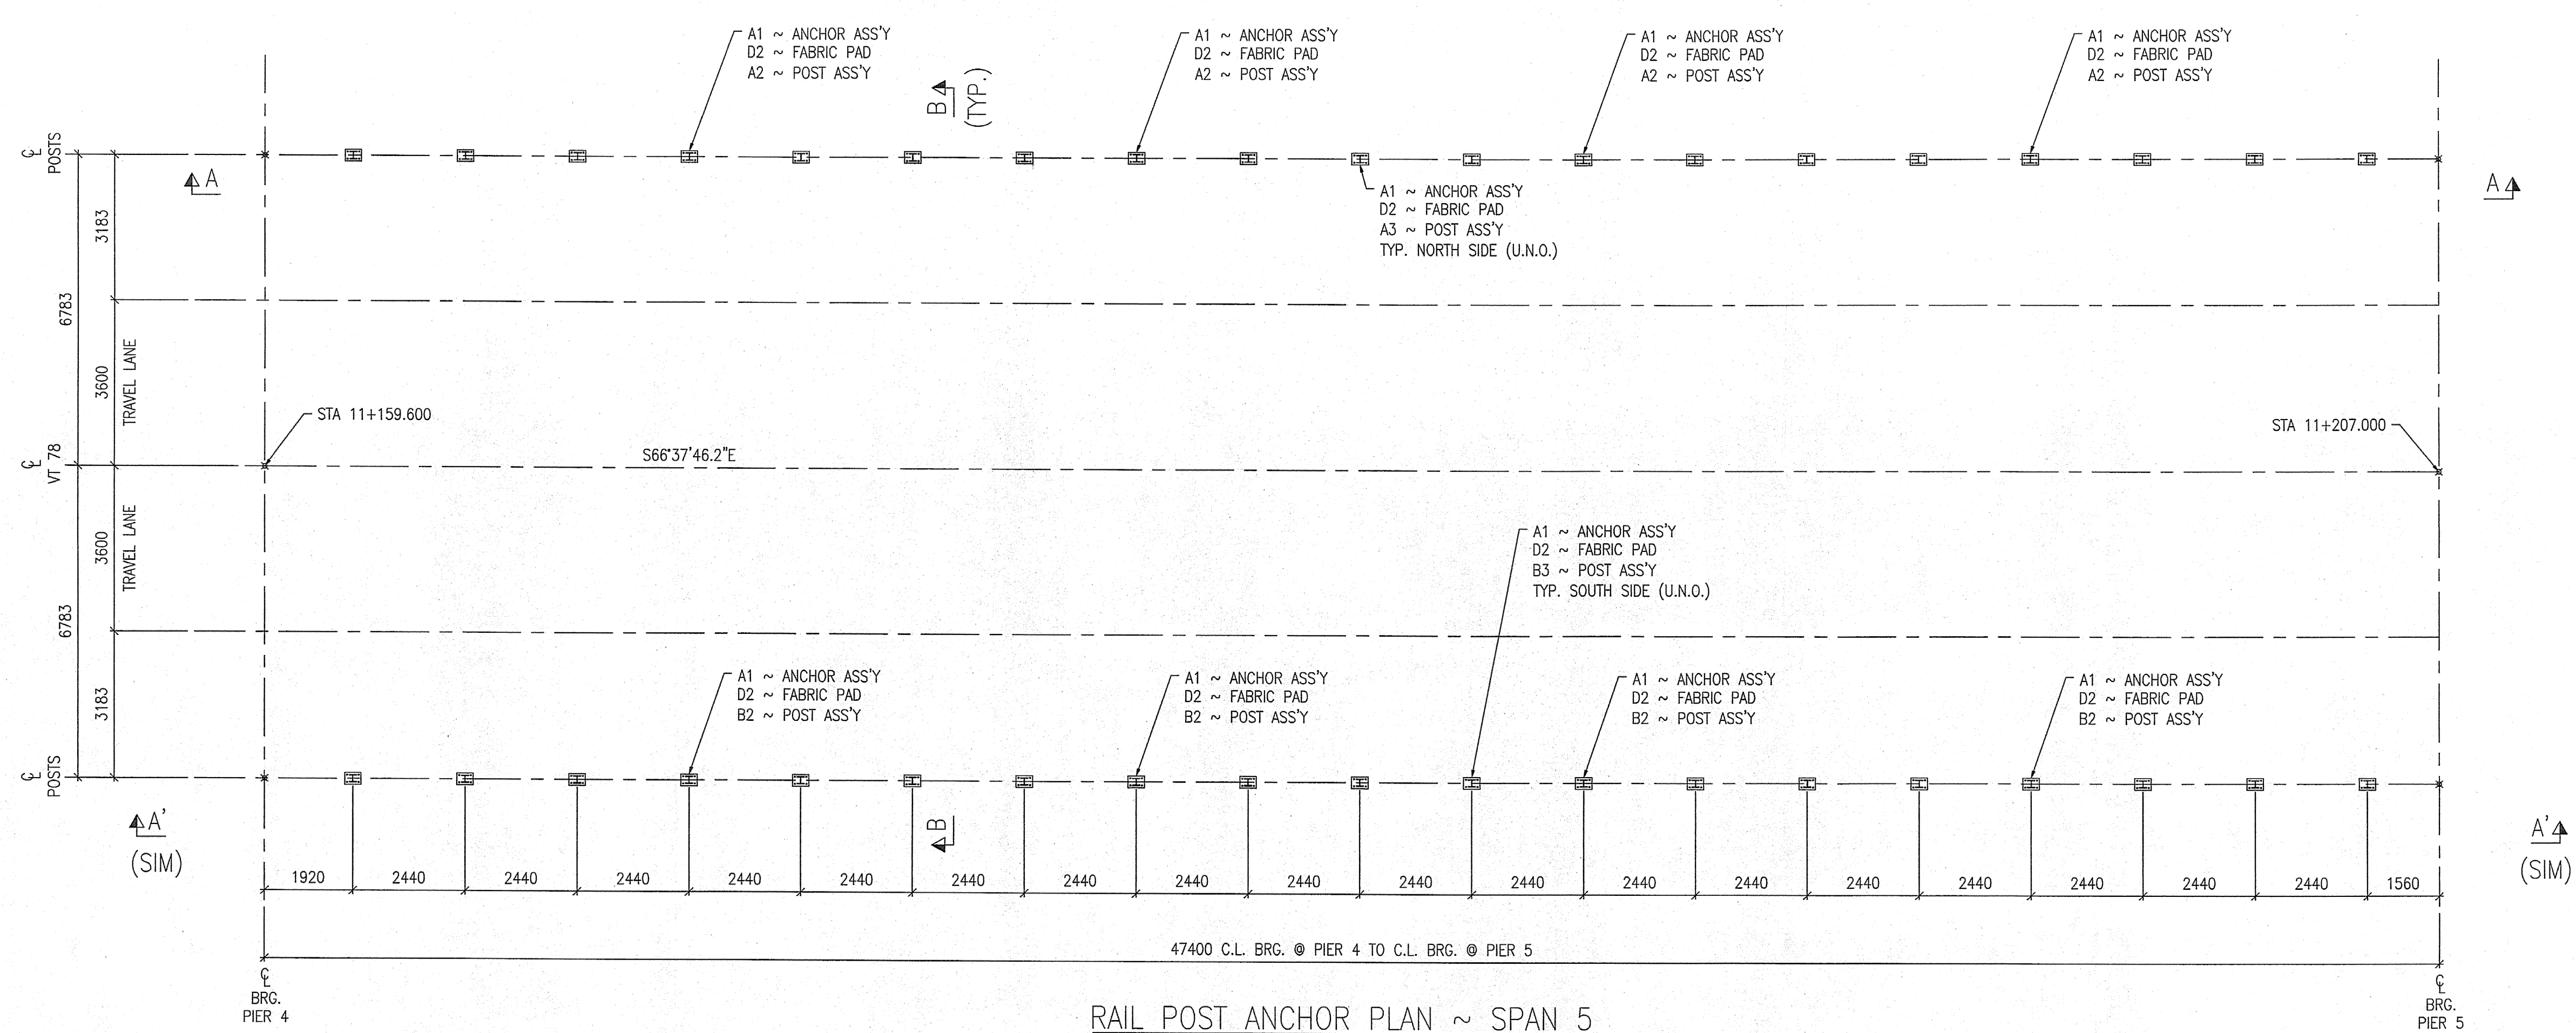 A1 ~ ANCHOR ASS'Y
D2 ~ FABRIC PAD
A2 ~ POST ASS'Y
A1 ~ ANCHOR ASS'Y
D2 ~ FABRIC PAD
A2 ~ POST ASS'Y
A1 ~ ANCHOR ASS'Y
D2 ~ FABRIC PAD
A2 ~ POST ASS'Y
A1 ~ ANCHOR ASS'Y
D2 ~ FABRIC PAD
A2 ~ POST ASS'Y
B
(TYP.)
℄
POSTS
A
A
A1 ~ ANCHOR ASS'Y
D2 ~ FABRIC PAD
A3 ~ POST ASS'Y
TYP. NORTH SIDE (U.N.O.)
3183
6783
3600
TRAVEL LANE
STA 11+159.600
STA 11+207.000
℄
VT 78
S66°37'46.2"E
3600
TRAVEL LANE
6783
3183
A1 ~ ANCHOR ASS'Y
D2 ~ FABRIC PAD
B3 ~ POST ASS'Y
TYP. SOUTH SIDE (U.N.O.)
A1 ~ ANCHOR ASS'Y
D2 ~ FABRIC PAD
B2 ~ POST ASS'Y
A1 ~ ANCHOR ASS'Y
D2 ~ FABRIC PAD
B2 ~ POST ASS'Y
A1 ~ ANCHOR ASS'Y
D2 ~ FABRIC PAD
B2 ~ POST ASS'Y
A1 ~ ANCHOR ASS'Y
D2 ~ FABRIC PAD
B2 ~ POST ASS'Y
℄
POSTS
A'
(SIM)
B
A'
(SIM)
1920 2440 2440 2440 2440 2440 2440 2440 2440 2440 2440 2440 2440 2440 2440 2440 2440 2440 2440 1560
47400 C.L. BRG. @ PIER 4 TO C.L. BRG. @ PIER 5
℄
BRG.
PIER 4
℄
BRG.
PIER 5
RAIL POST ANCHOR PLAN ~ SPAN 5